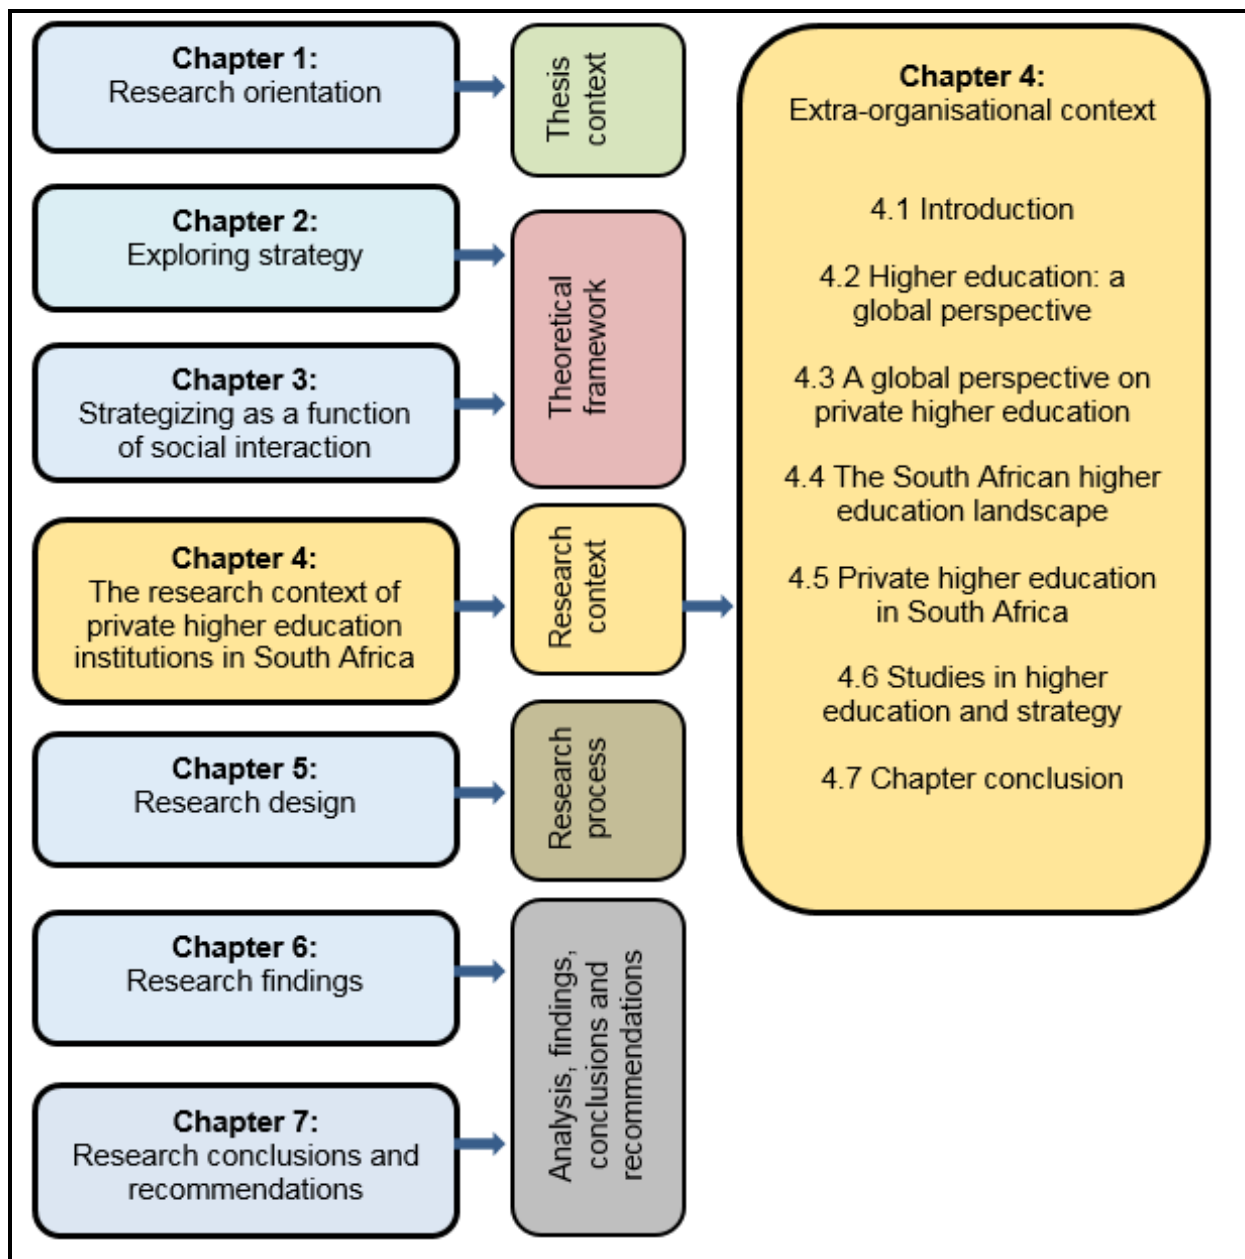 Chapter 1:
Research orientation
Thesis
context
Chapter 2:
Exploring strategy
Chapter 3:
Strategizing as a function
of social interaction
Theoretical
framework
Chapter 4:
The research context of
private higher education
institutions in South Africa
Research
context
Chapter 5:
Research design
Research
process
Chapter 6:
Research findings
Chapter 7:
Research conclusions and
recommendations
Analysis, findings,
conclusions and
recommendations
Chapter 4:
Extra-organisational context
4.1 Introduction
4.2 Higher education: a
global perspective
4.3 A global perspective on
private higher education
4.4 The South African higher
education landscape
4.5 Private higher education
in South Africa
4.6 Studies in higher
education and strategy
4.7 Chapter conclusion